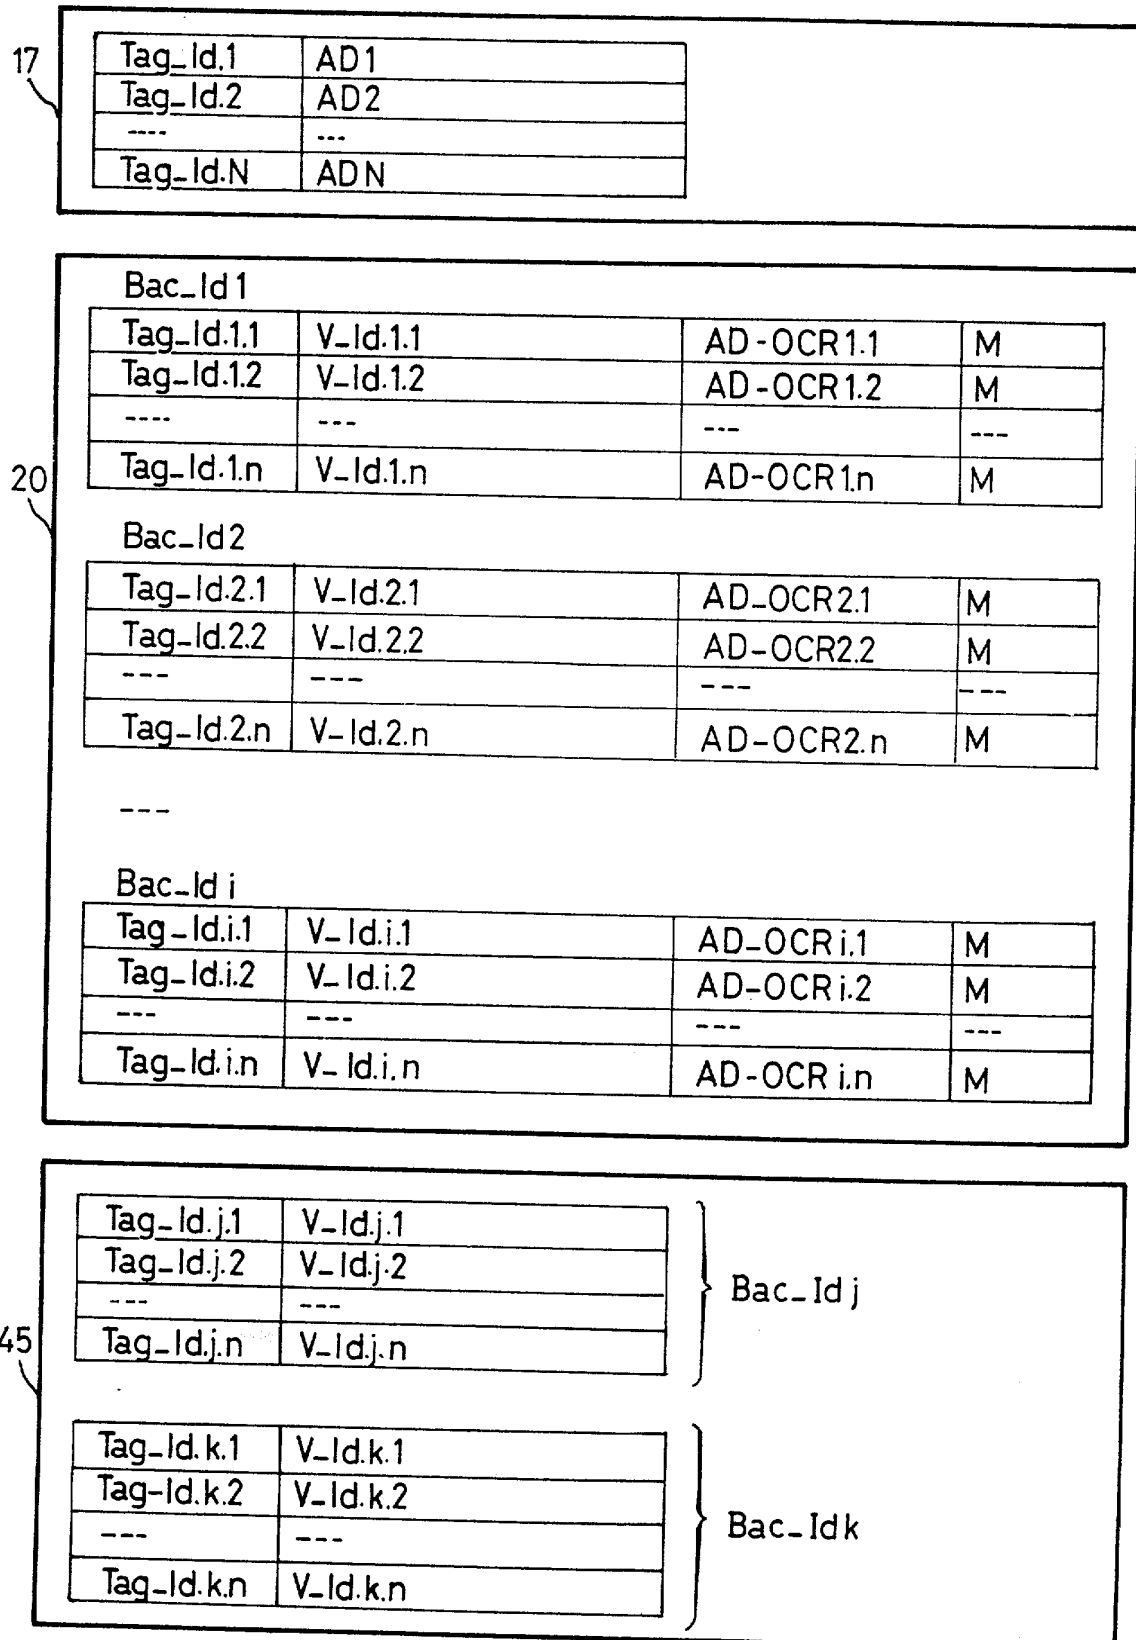 17
Tag_Id.1 AD1
Tag_Id.2 AD2
---- ---
Tag_Id.N ADN
20
Bac_Id1
Tag_Id.1.1 V_Id.1.1 AD-OCR1.1 M
Tag_Id.1.2 V_Id.1.2 AD-OCR1.2 M
---- --- --- ---
Tag_Id.1.n V_Id.1.n AD-OCR1.n M
Bac_Id2
Tag_Id.2.1 V_Id.2.1 AD_OCR2.1 M
Tag_Id.2.2 V_Id.2.2 AD-OCR2.2 M
--- --- --- ---
Tag_Id.2.n V_Id.2.n AD-OCR2.n M
---
Bac_Id i
Tag_Id.i.1 V_Id.i.1 AD_OCR i.1 M
Tag_Id.i.2 V_Id.i.2 AD-OCR i.2 M
--- --- --- ---
Tag_Id.i.n V_Id.i.n AD-OCR i.n M
45
Tag_Id.j.1 V_Id.j.1
Tag_Id.j.2 V_Id.j.2
--- ---
Tag_Id.j.n V_Id.j.n
Bac_Id j
Tag_Id.k.1 V_Id.k.1
Tag-Id.k.2 V_Id.k.2
--- ---
Tag_Id.k.n V_Id.k.n
Bac_Id k